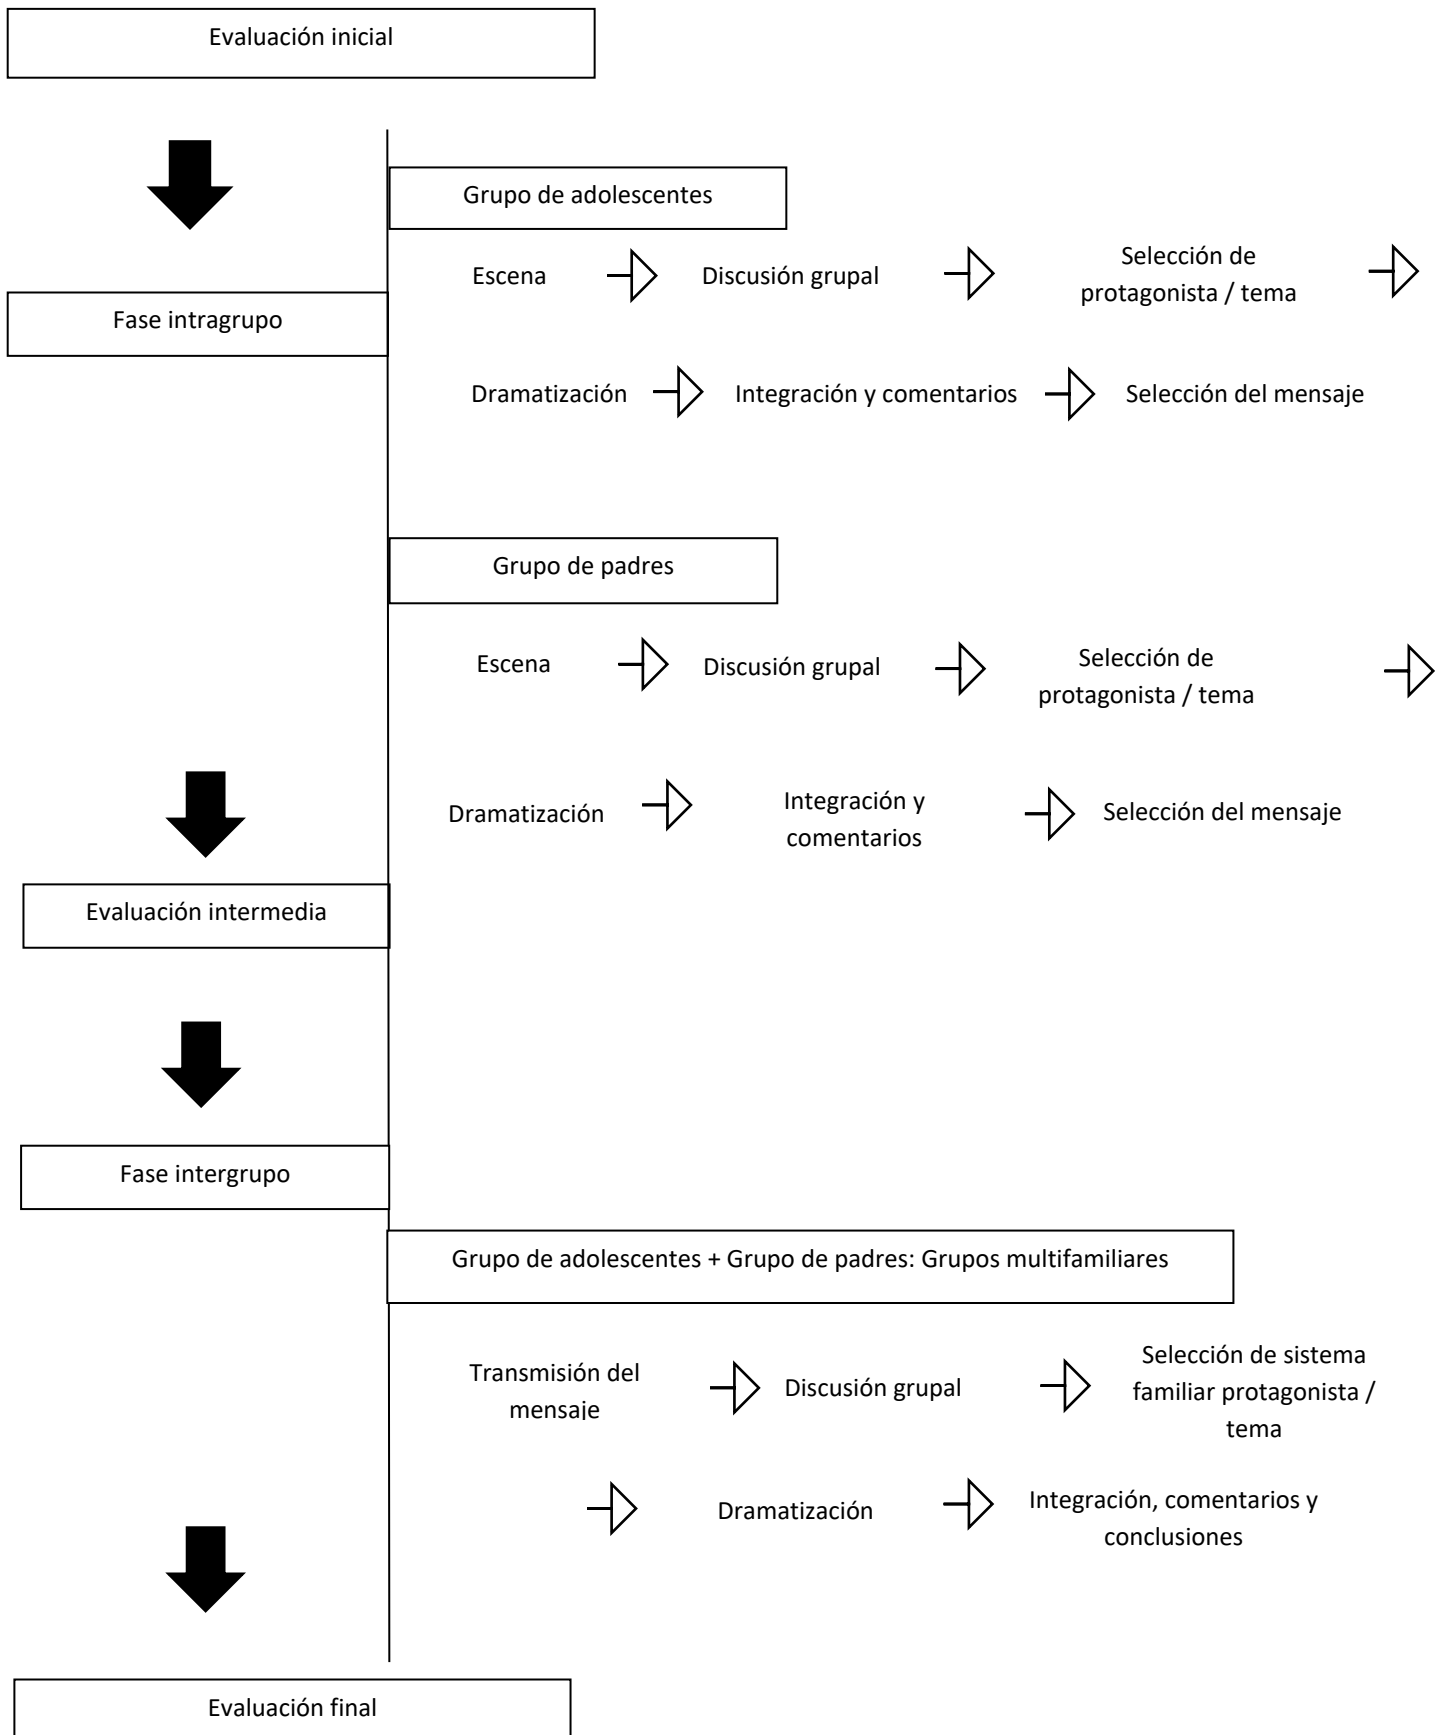 Evaluación inicial
Grupo de adolescentes
Escena
Discusión grupal
Selección de
protagonista / tema
Fase intragrupo
Dramatización
Integración y comentarios
Selección del mensaje
Grupo de padres
Escena
Discusión grupal
Selección de
protagonista / tema
Dramatización
Integración y
comentarios
Selección del mensaje
Evaluación intermedia
Fase intergrupo
Grupo de adolescentes + Grupo de padres: Grupos multifamiliares
Transmisión del
mensaje
Discusión grupal
Selección de sistema
familiar protagonista /
tema
Dramatización
Integración, comentarios y
conclusiones
Evaluación final